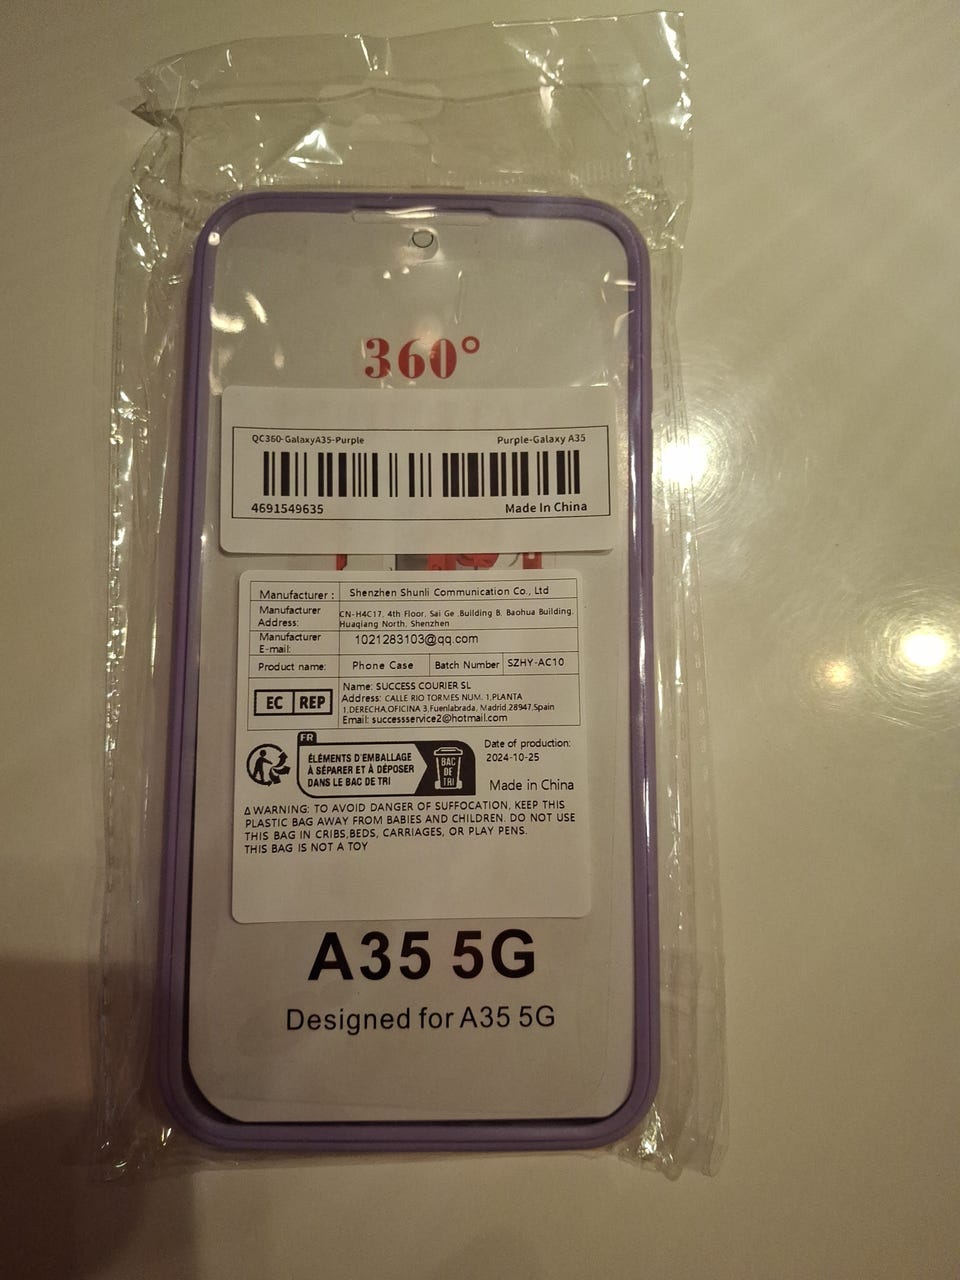 360°
QC360-GalaxyA35-Purple Purple-Galaxy A35
4691549635 Made In China
Manufacturer : Shenzhen Shunli Communication Co., Ltd
Manufacturer Address: CN-H4C17, 4th Floor, Sai Ge ,Building B, Baohua Building,
Huaqiang North, Shenzhen
Manufacturer E-mail: 1021283103@qq.com
Product name: Phone Case Batch Number SZHY-AC10
EC REP
Name: SUCCESS COURIER SL
Address: CALLE RIO TORMES NUM. 1,PLANTA
1,DERECHA,OFICINA 3,Fuenlabrada, Madrid,28947,Spain
Email: successservice2@hotmail.com
FR
ÉLÉMENTS D'EMBALLAGE
À SÉPARER ET À DÉPOSER
DANS LE BAC DE TRI
BAC
DE
TRI
Date of production:
2024-10-25
Made in China
⚠ WARNING: TO AVOID DANGER OF SUFFOCATION, KEEP THIS
PLASTIC BAG AWAY FROM BABIES AND CHILDREN. DO NOT USE
THIS BAG IN CRIBS,BEDS, CARRIAGES, OR PLAY PENS.
THIS BAG IS NOT A TOY
A35 5G
Designed for A35 5G